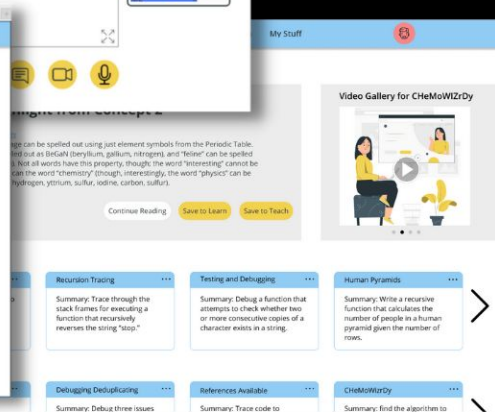 My Stuff
Video Gallery for CHeMoWIZrDy
from Concept 2
age can be spelled out using just element symbols from the Periodic Table.
led out as BeGaN (beryllium, gallium, nitrogen), and "feline" can be spelled
Not all words have this property, though; the word "interesting" cannot be
can the word "chemistry" (though, interestingly, the word "physics" can be
hydrogen, yttrium, sulfur, iodine, carbon, sulfur).
Continue Reading
Save to Learn
Save to Teach
Recursion Tracing
Summary: Trace through the
stack frames for executing a
function that recursively
reverses the string "stop."
Testing and Debugging
Summary: Debug a function that
attempts to check whether two
or more consecutive copies of a
character exists in a string.
Human Pyramids
Summary: Write a recursive
function that calculates the
number of people in a human
pyramid given the number of
rows.
Debugging Deduplicating
Summary: Debug three issues
References Available
Summary: Trace code to
CHeMoWIzrDy
Summary: find the algorithm to